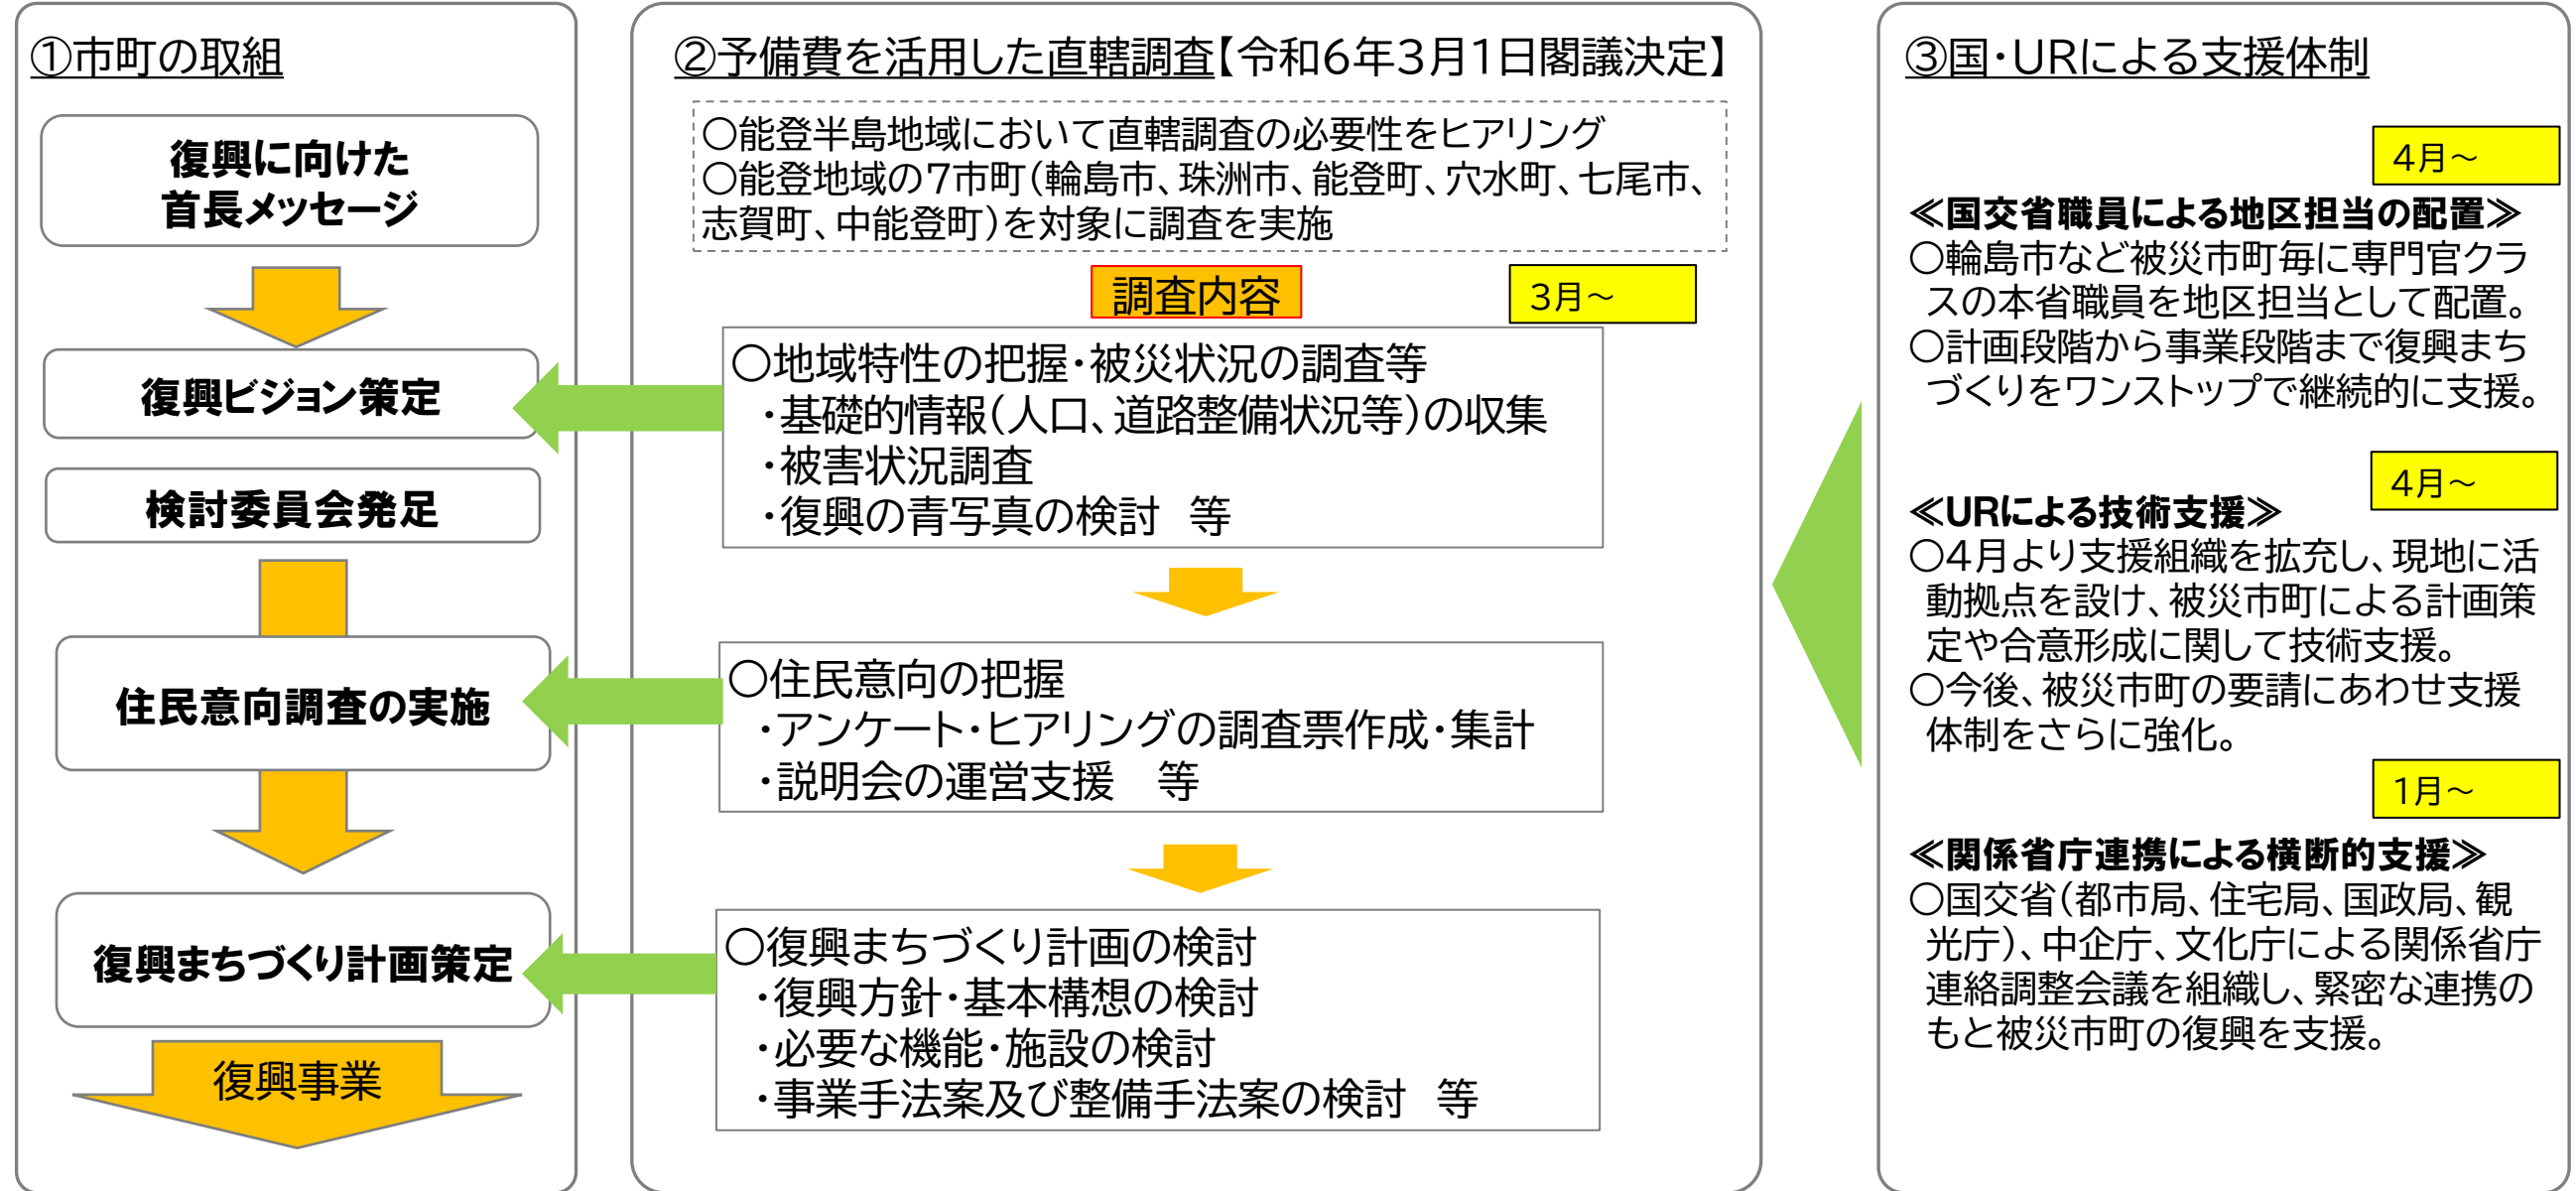 ①市町の取組
復興に向けた
首長メッセージ
復興ビジョン策定
検討委員会発足
住民意向調査の実施
復興まちづくり計画策定
復興事業
②予備費を活用した直轄調査【令和6年3月1日閣議決定】
○能登半島地域において直轄調査の必要性をヒアリング
○能登地域の7市町(輪島市、珠洲市、能登町、穴水町、七尾市、
志賀町、中能登町)を対象に調査を実施
調査内容
3月～
○地域特性の把握・被災状況の調査等
・基礎的情報(人口、道路整備状況等)の収集
・被害状況調査
・復興の青写真の検討　等
○住民意向の把握
・アンケート・ヒアリングの調査票作成・集計
・説明会の運営支援　等
○復興まちづくり計画の検討
・復興方針・基本構想の検討
・必要な機能・施設の検討
・事業手法案及び整備手法案の検討　等
③国・URによる支援体制
4月～
≪国交省職員による地区担当の配置≫
○輪島市など被災市町毎に専門官クラ
スの本省職員を地区担当として配置。
○計画段階から事業段階まで復興まち
づくりをワンストップで継続的に支援。
4月～
≪URによる技術支援≫
○4月より支援組織を拡充し、現地に活
動拠点を設け、被災市町による計画策
定や合意形成に関して技術支援。
○今後、被災市町の要請にあわせ支援
体制をさらに強化。
1月～
≪関係省庁連携による横断的支援≫
○国交省(都市局、住宅局、国政局、観
光庁)、中企庁、文化庁による関係省庁
連絡調整会議を組織し、緊密な連携の
もと被災市町の復興を支援。